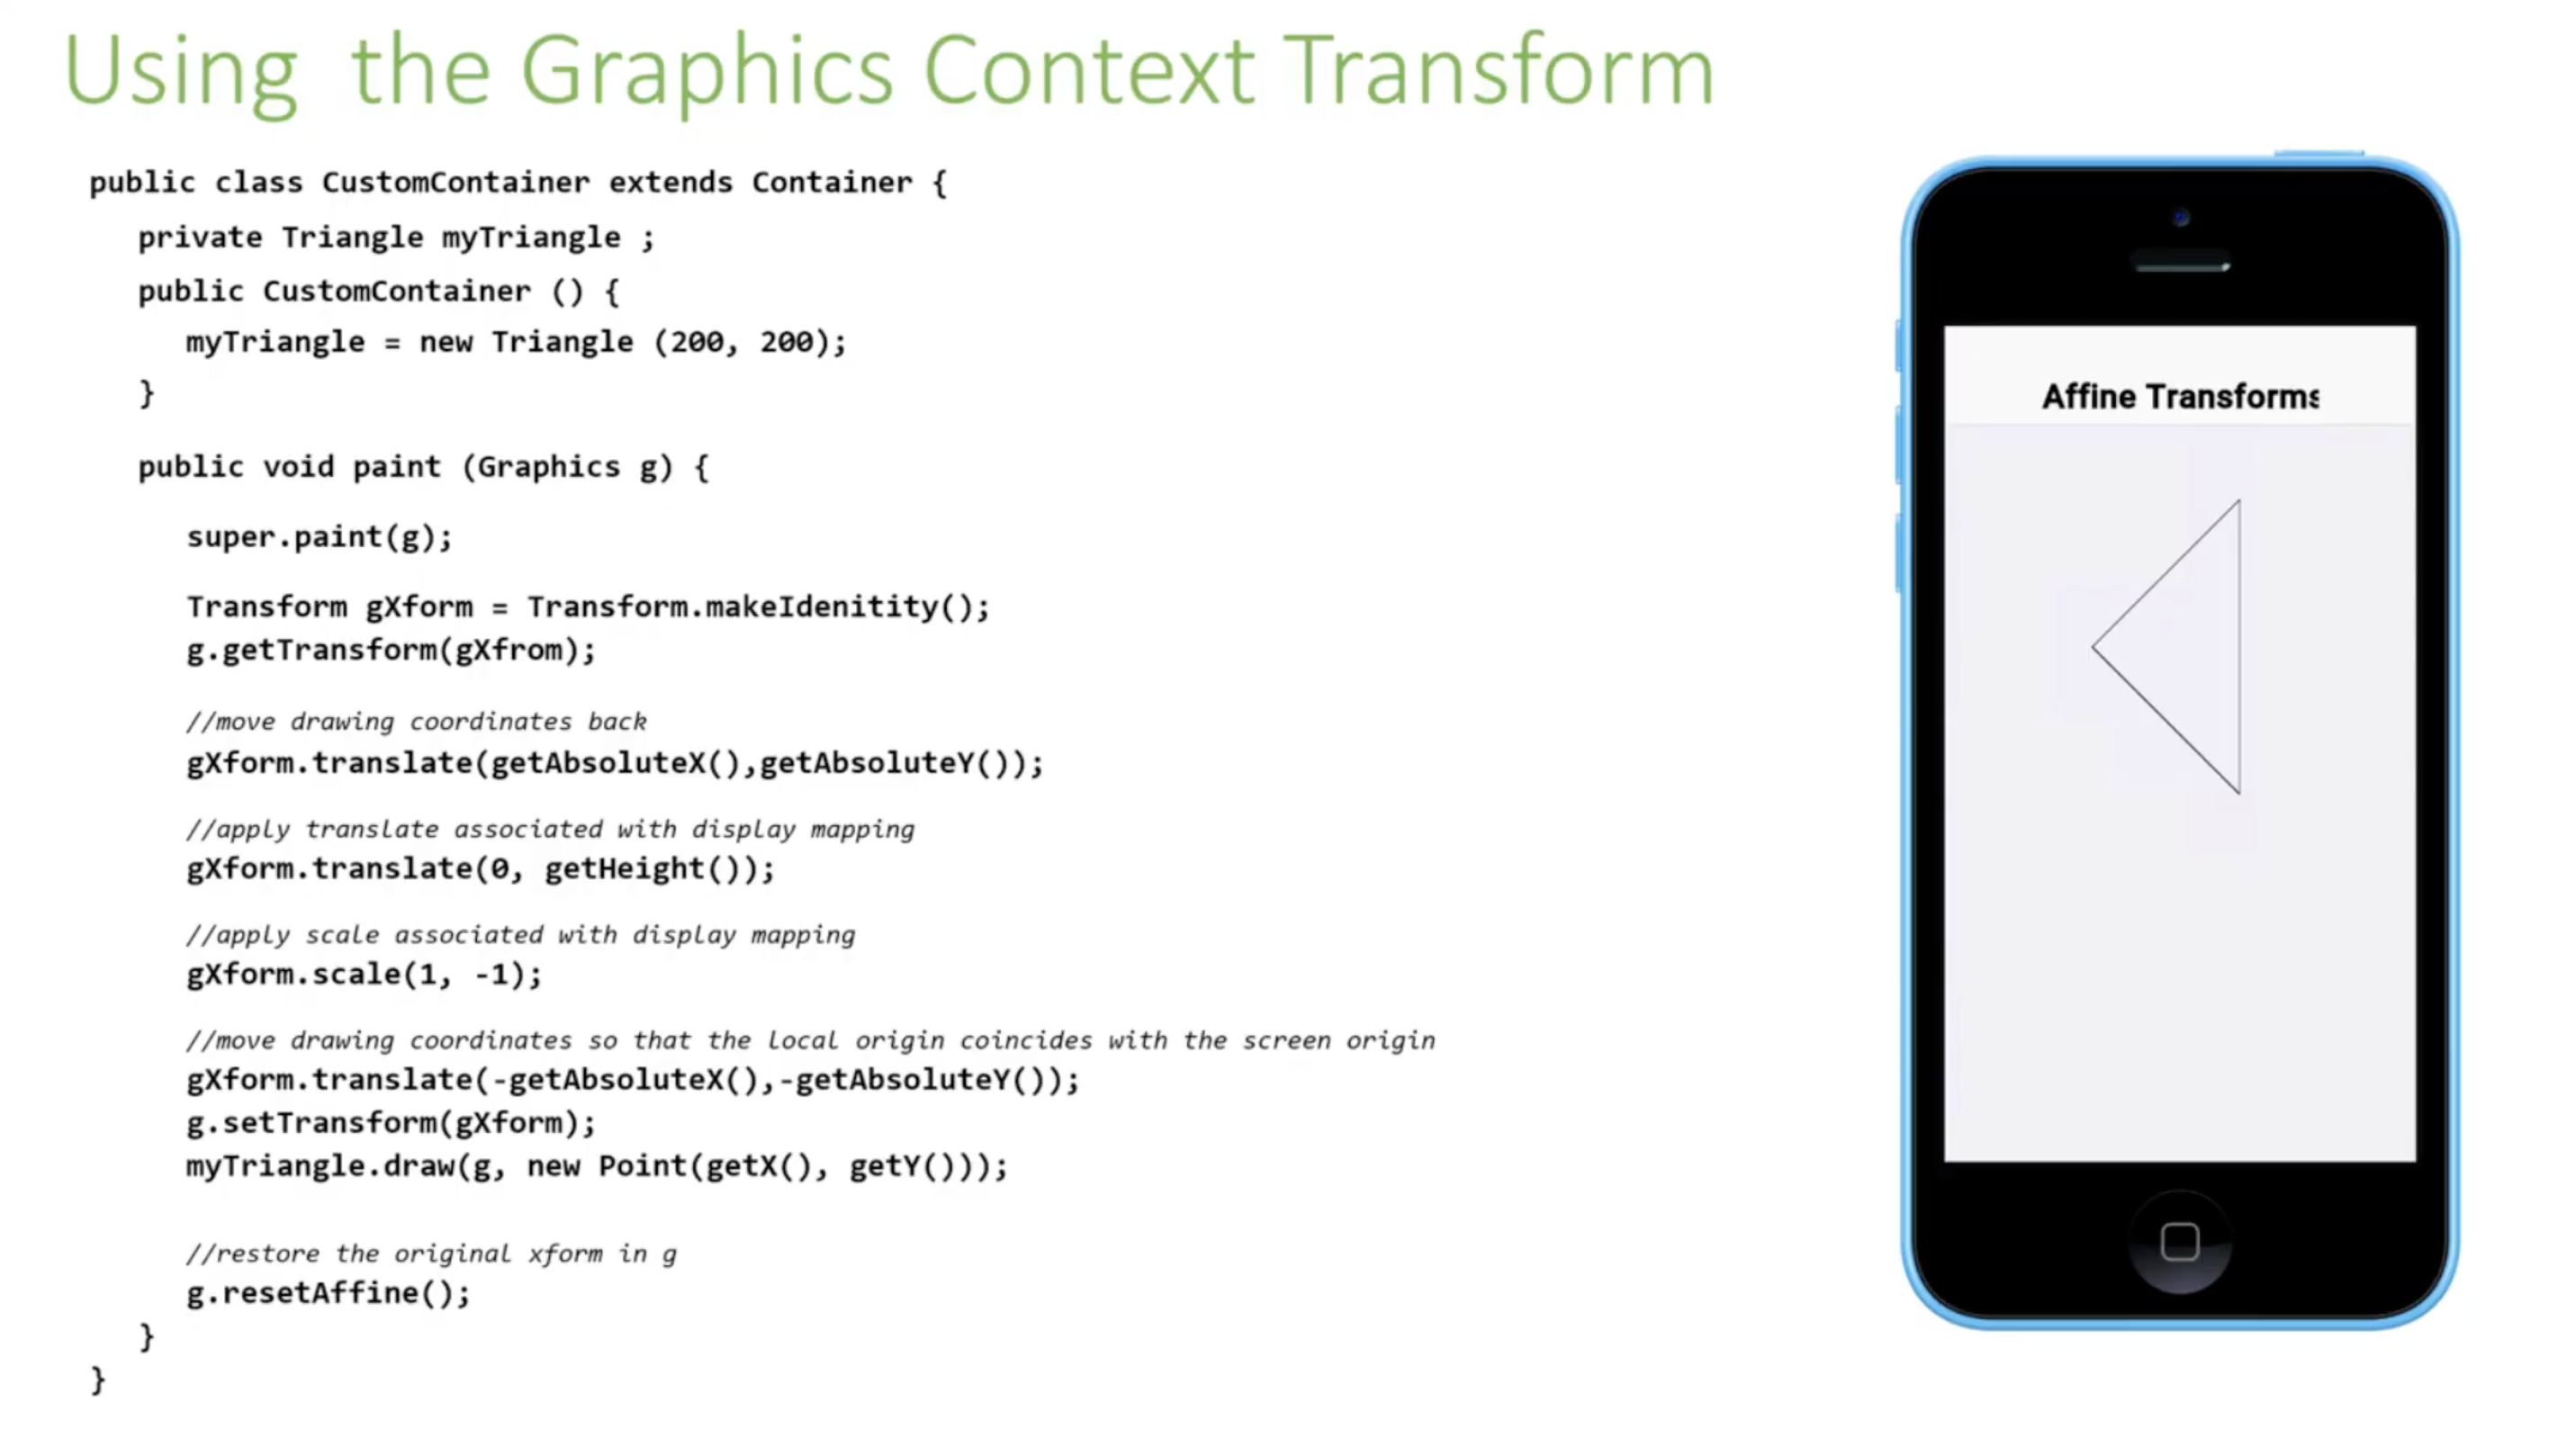 Using the Graphics Context Transform
public class CustomContainer extends Container {
private Triangle myTriangle ;
public CustomContainer () {
myTriangle = new Triangle (200, 200);
}
public void paint (Graphics g) {
super.paint(g);
Transform gXform = Transform.makeIdenitity();
g.getTransform(gXfrom);
//move drawing coordinates back
gXform.translate(getAbsoluteX(),getAbsoluteY());
//apply translate associated with display mapping
gXform.translate(0, getHeight());
//apply scale associated with display mapping
gXform.scale(1, -1);
//move drawing coordinates so that the local origin coincides with the screen origin
gXform.translate(-getAbsoluteX(),-getAbsoluteY());
g.setTransform(gXform);
myTriangle.draw(g, new Point(getX(), getY()));
//restore the original xform in g
g.resetAffine();
}
}
Affine Transforms